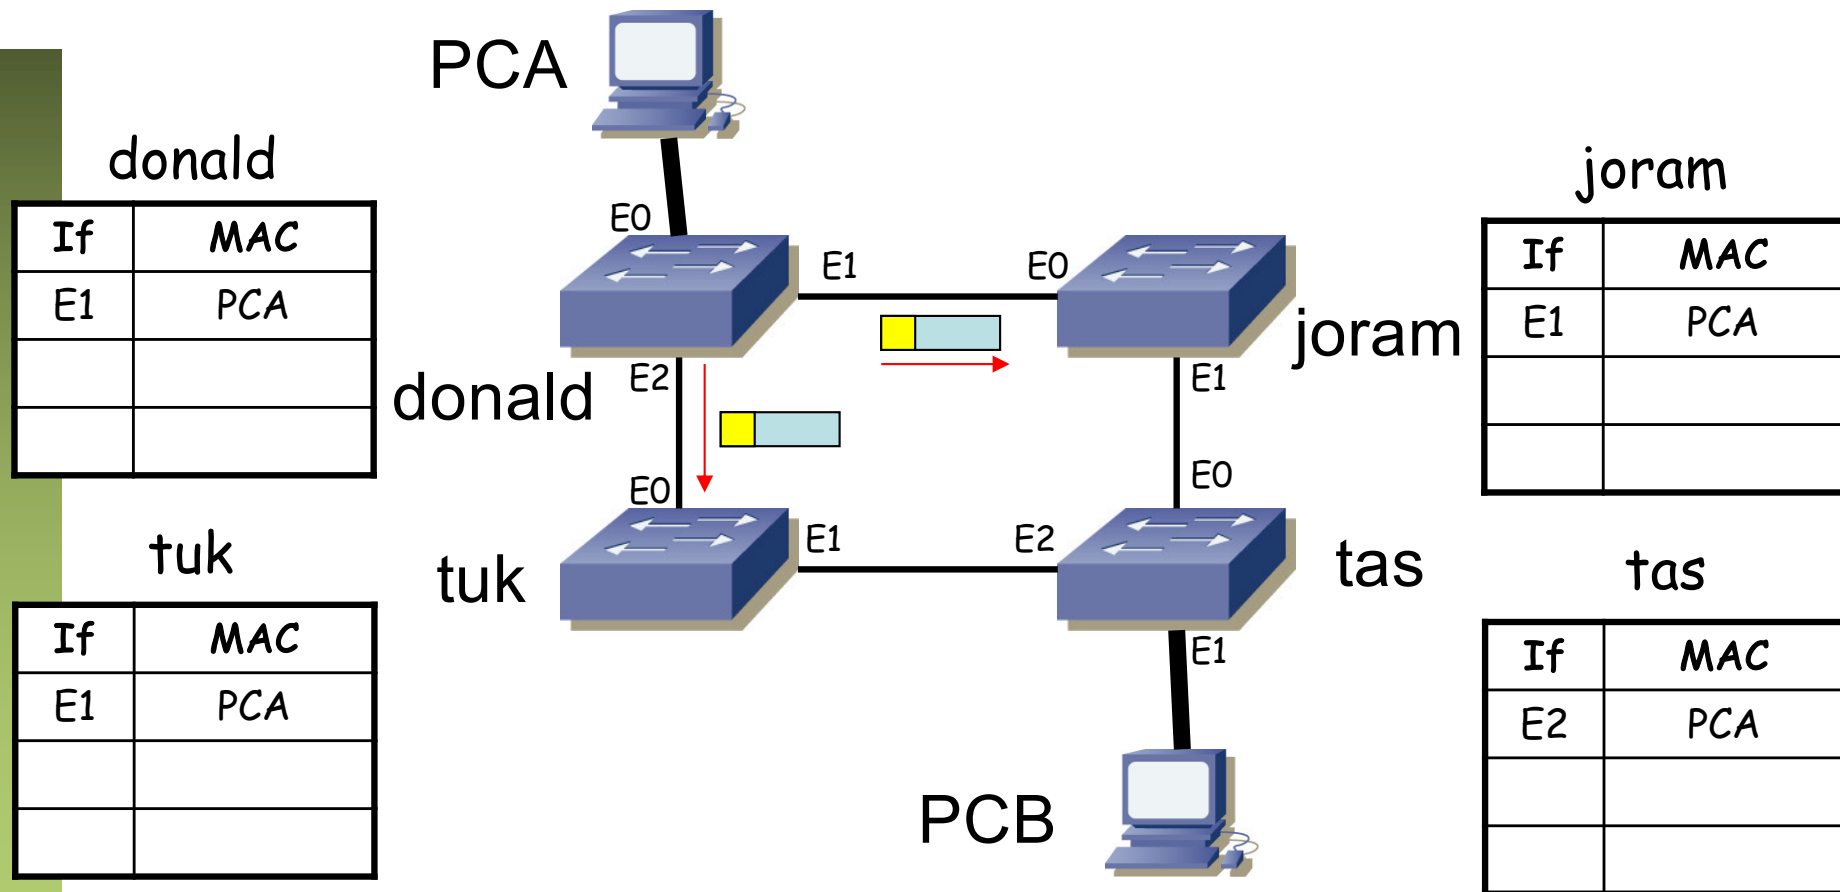 PCA
donald
If MAC
E1 PCA
joram
If MAC
E1 PCA
E0
E1
E0
joram
donald
E2
E1
E0
E0
tuk
If MAC
E1 PCA
tuk
E1
E2
tas
E1
tas
If MAC
E2 PCA
PCB